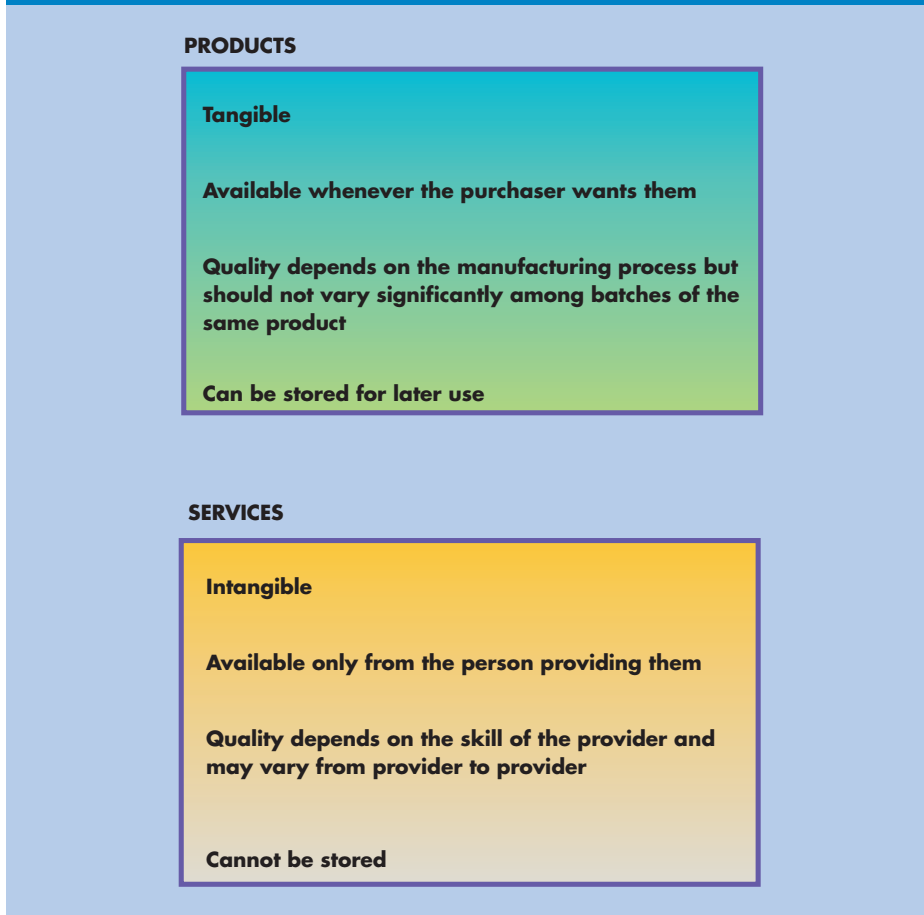 PRODUCTS
Tangible
Available whenever the purchaser wants them
Quality depends on the manufacturing process but
should not vary significantly among batches of the
same product
Can be stored for later use
SERVICES
Intangible
Available only from the person providing them
Quality depends on the skill of the provider and
may vary from provider to provider
Cannot be stored